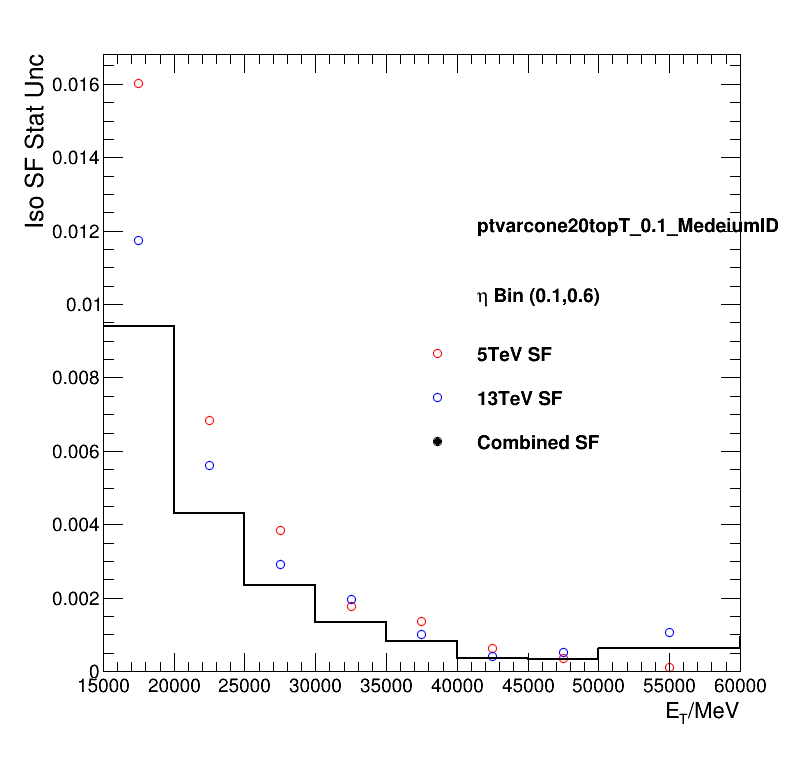 Iso SF Stat Unc
0.016
0.014
0.012
0.01
0.008
0.006
0.004
0.002
0
ptvarcone20topT_0.1_MedeiumID
η Bin (0.1,0.6)
5TeV SF
13TeV SF
Combined SF
15000 20000 25000 30000 35000 40000 45000 50000 55000 60000
E_T/MeV